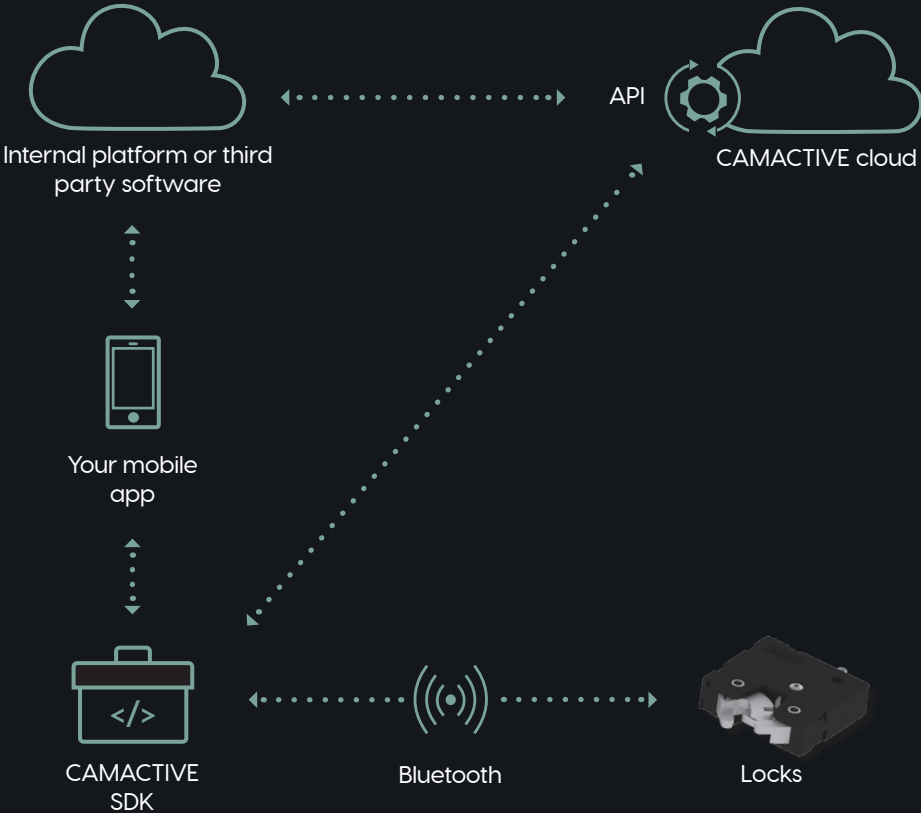 API
Internal platform or third
party software
CAMACTIVE cloud
Your mobile
app
</>
CAMACTIVE
SDK
Bluetooth
Locks